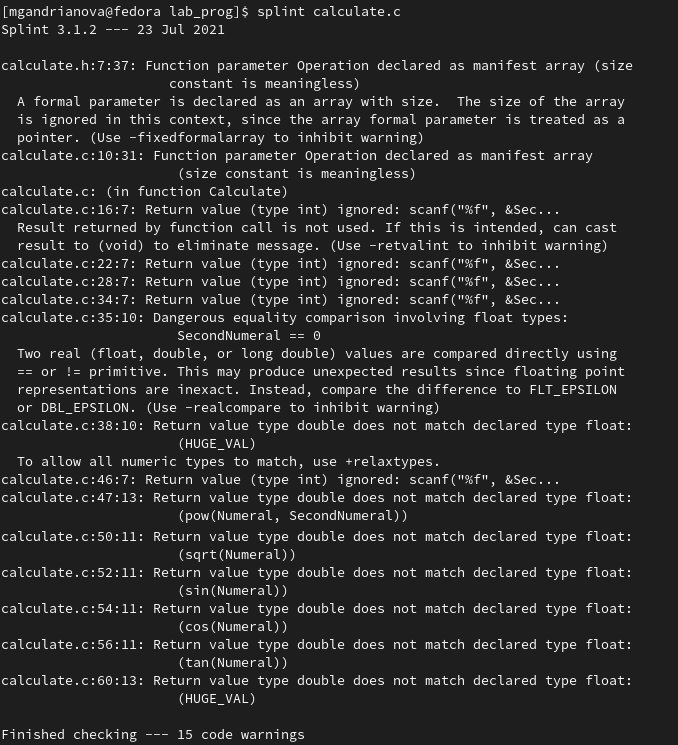 [mgandrianova@fedora lab_prog]$ splint calculate.c
Splint 3.1.2 --- 23 Jul 2021

calculate.h:7:37: Function parameter Operation declared as manifest array (size
                     constant is meaningless)
  A formal parameter is declared as an array with size.  The size of the array
  is ignored in this context, since the array formal parameter is treated as a
  pointer. (Use -fixedformalarray to inhibit warning)
calculate.c:10:31: Function parameter Operation declared as manifest array
                      (size constant is meaningless)
calculate.c: (in function Calculate)
calculate.c:16:7: Return value (type int) ignored: scanf("%f", &Sec...
  Result returned by function call is not used. If this is intended, can cast
  result to (void) to eliminate message. (Use -retvalint to inhibit warning)
calculate.c:22:7: Return value (type int) ignored: scanf("%f", &Sec...
calculate.c:28:7: Return value (type int) ignored: scanf("%f", &Sec...
calculate.c:34:7: Return value (type int) ignored: scanf("%f", &Sec...
calculate.c:35:10: Dangerous equality comparison involving float types:
                      SecondNumeral == 0
  Two real (float, double, or long double) values are compared directly using
  == or != primitive. This may produce unexpected results since floating point
  representations are inexact. Instead, compare the difference to FLT_EPSILON
  or DBL_EPSILON. (Use -realcompare to inhibit warning)
calculate.c:38:10: Return value type double does not match declared type float:
                      (HUGE_VAL)
  To allow all numeric types to match, use +relaxtypes.
calculate.c:46:7: Return value (type int) ignored: scanf("%f", &Sec...
calculate.c:47:13: Return value type double does not match declared type float:
                      (pow(Numeral, SecondNumeral))
calculate.c:50:11: Return value type double does not match declared type float:
                      (sqrt(Numeral))
calculate.c:52:11: Return value type double does not match declared type float:
                      (sin(Numeral))
calculate.c:54:11: Return value type double does not match declared type float:
                      (cos(Numeral))
calculate.c:56:11: Return value type double does not match declared type float:
                      (tan(Numeral))
calculate.c:60:13: Return value type double does not match declared type float:
                      (HUGE_VAL)

Finished checking --- 15 code warnings